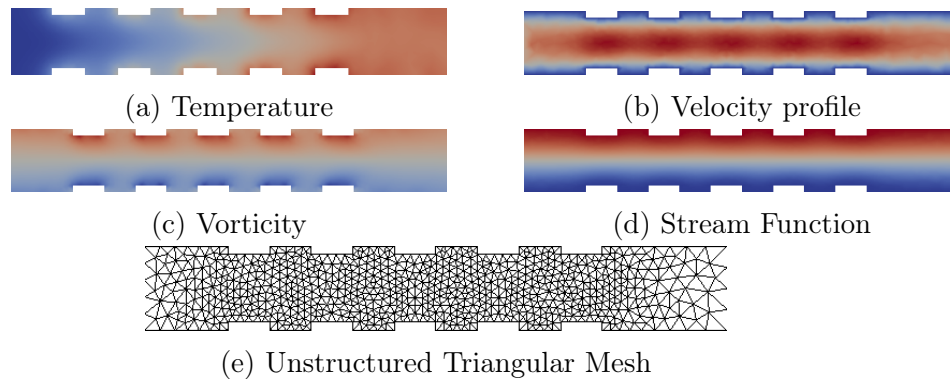 (a) Temperature
(b) Velocity profile
(c) Vorticity
(d) Stream Function
(e) Unstructured Triangular Mesh